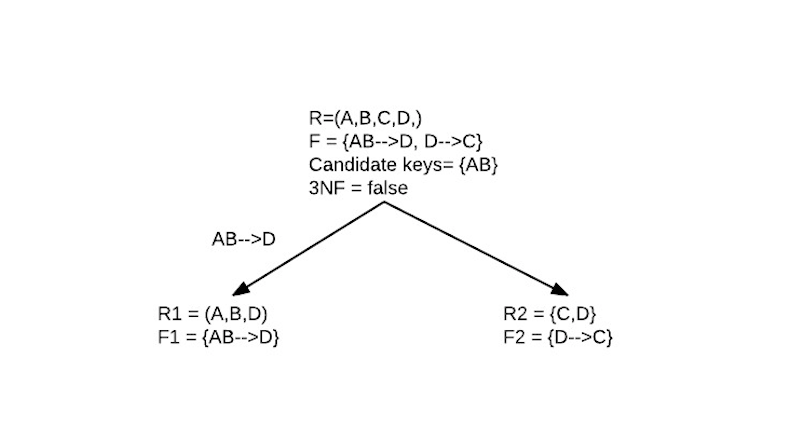 R=(A,B,C,D,)
F = {AB-->D, D-->C}
Candidate keys= {AB}
3NF = false
AB-->D
R1 = (A,B,D)
F1 = {AB-->D}
R2 = {C,D}
F2 = {D-->C}